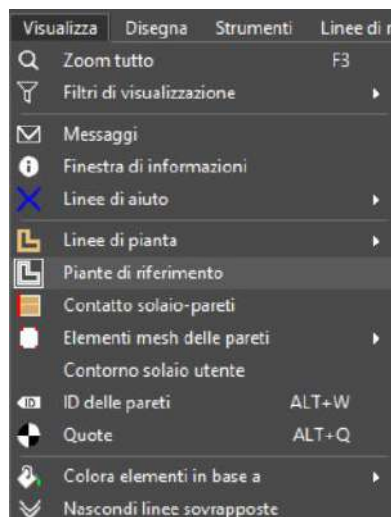 Visualizza Disegna Strumenti Linee di
Zoom tutto F3
Filtri di visualizzazione
Messaggi
Finestra di informazioni
Linee di aiuto
Linee di pianta
Piante di riferimento
Contatto solaio-pareti
Elementi mesh delle pareti
Contorno solaio utente
ID delle pareti ALT+W
Quote ALT+Q
Colora elementi in base a
Nascondi linee sovrapposte